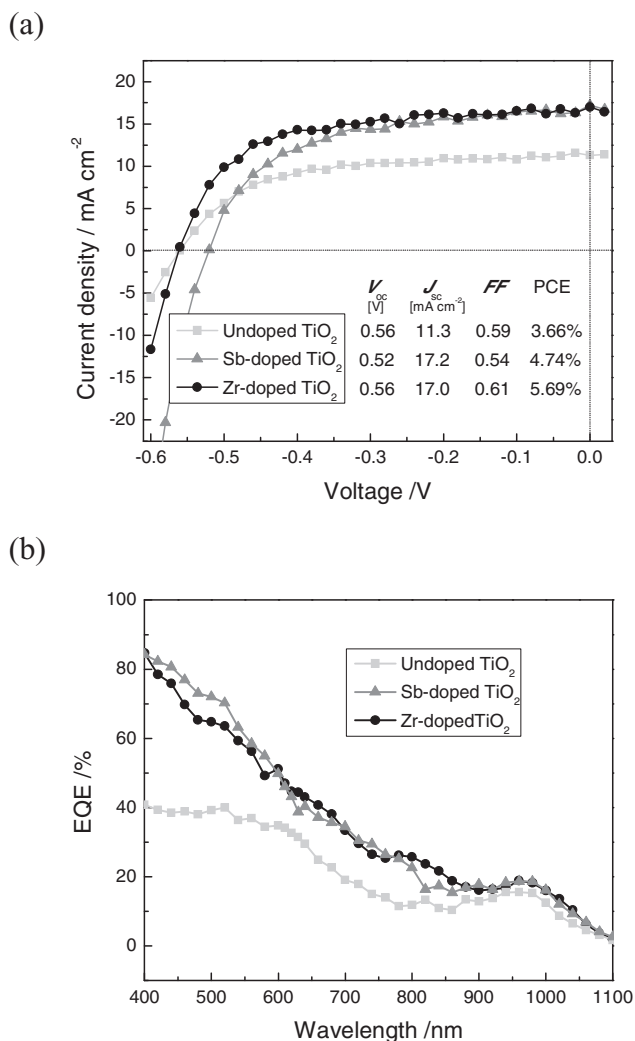 (a)
25
20
15
10
5
0
-5
-10
-15
-20
Current density / mA cm⁻²
Voc Jsc FF PCE
[V] [mA cm⁻²]
Undoped TiO₂ 0.56 11.3 0.59 3.66%
Sb-doped TiO₂ 0.52 17.2 0.54 4.74%
Zr-doped TiO₂ 0.56 17.0 0.61 5.69%
-0.6 -0.5 -0.4 -0.3 -0.2 -0.1 0.0
Voltage /V
(b)
100
80
60
40
20
0
EQE /%
Undoped TiO₂
Sb-doped TiO₂
Zr-dopedTiO₂
400 500 600 700 800 900 1000 1100
Wavelength /nm